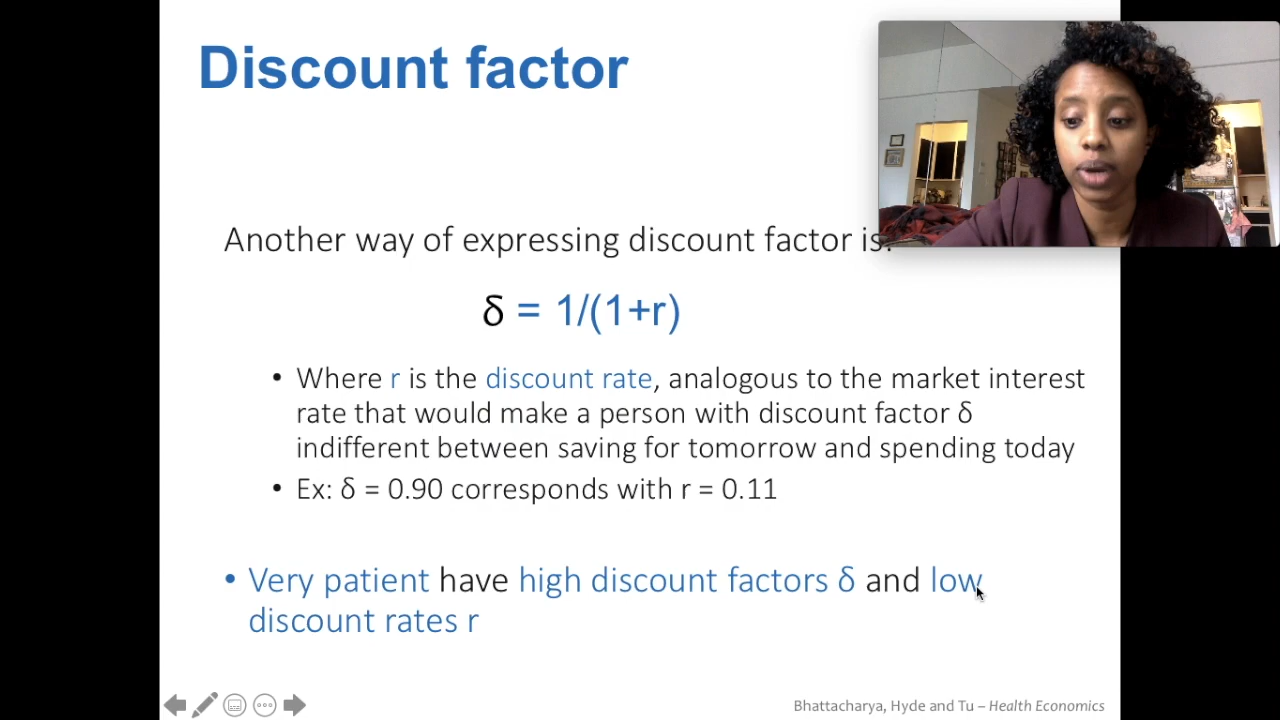 Discount factor
Another way of expressing discount factor is:
δ = 1/(1+r)
• Where r is the discount rate, analogous to the market interest
rate that would make a person with discount factor δ
indifferent between saving for tomorrow and spending today
• Ex: δ = 0.90 corresponds with r = 0.11
• Very patient have high discount factors δ and low
discount rates r
Bhattacharya, Hyde and Tu – Health Economics